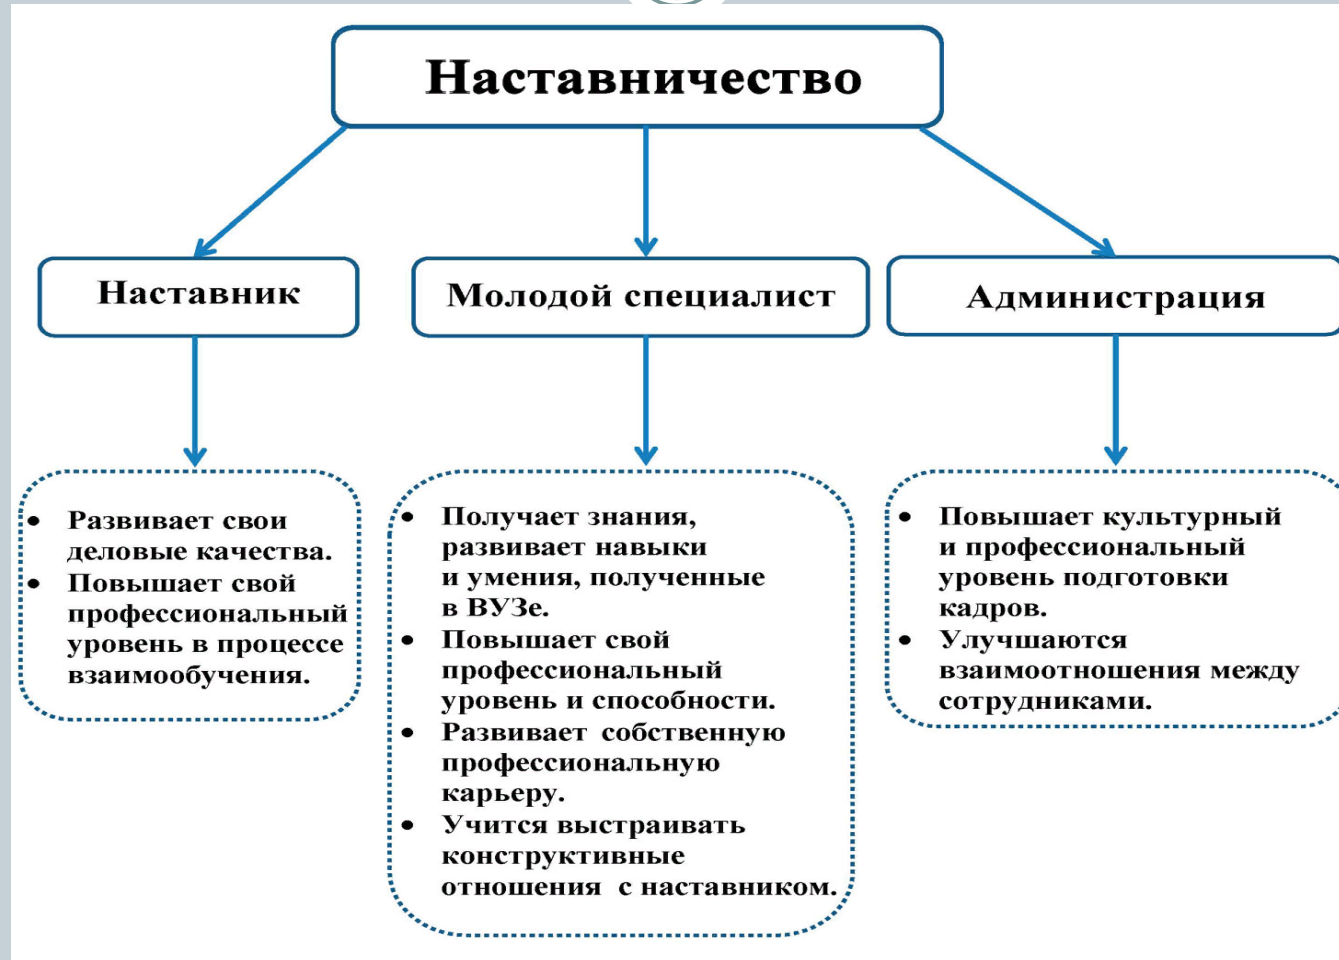 Наставничество
Наставник
Молодой специалист
Администрация
• Развивает свои
деловые качества.
• Повышает свой
профессиональный
уровень в процессе
взаимообучения.
• Получает знания,
развивает навыки
и умения, полученные
в ВУЗе.
• Повышает свой
профессиональный
уровень и способности.
• Развивает собственную
профессиональную
карьеру.
• Учится выстраивать
конструктивные
отношения с наставником.
• Повышает культурный
и профессиональный
уровень подготовки
кадров.
• Улучшаются
взаимоотношения между
сотрудниками.